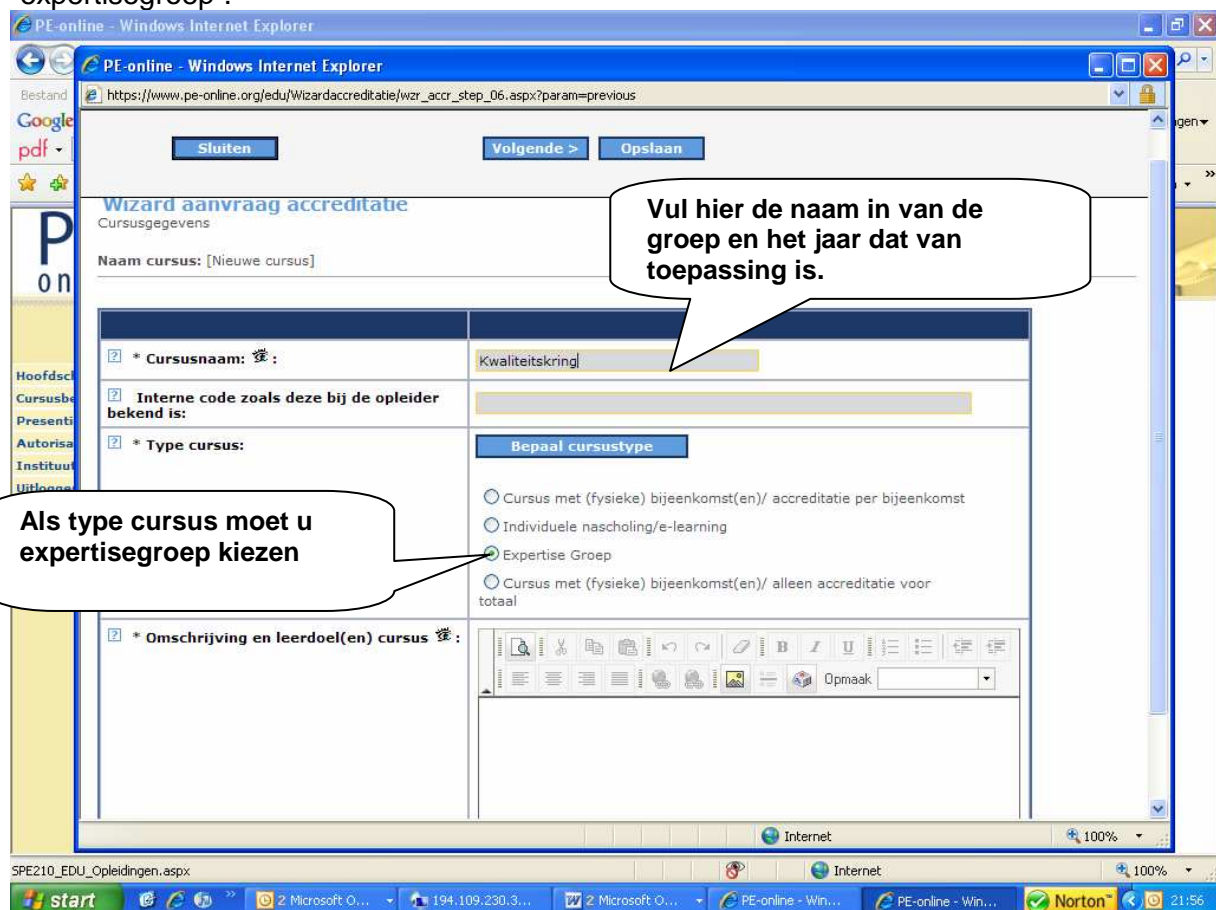 expertisegroep".
PE-online - Windows Internet Explorer
PE-online - Windows Internet Explorer
Bestand
https://www.pe-online.org/edu/Wizardaccreditatie/wzr_accr_step_06.aspx?param=previous
Google
gen
pdf
Sluiten
Volgende >
Opslaan
Wizard aanvraag accreditatie
Cursusgegevens
Naam cursus: [Nieuwe cursus]
Vul hier de naam in van de
groep en het jaar dat van
toepassing is.
P
on
Hoofdsch
Cursusbe
Presenti
Autorisa
Instituut
Uitlogge
* Cursusnaam: :
Kwaliteitskring
Interne code zoals deze bij de opleider
bekend is:
* Type cursus:
Bepaal cursustype
Cursus met (fysieke) bijeenkomst(en)/ accreditatie per bijeenkomst
Individuele nascholing/e-learning
Expertise Groep
Cursus met (fysieke) bijeenkomst(en)/ alleen accreditatie voor
totaal
Als type cursus moet u
expertisegroep kiezen
* Omschrijving en leerdoel(en) cursus :
B I U
Opmaak
Internet
100%
SPE210_EDU_Opleidingen.aspx
Internet
100%
start
2 Microsoft O...
194.109.230.3...
2 Microsoft O...
PE-online - Win...
PE-online - Win...
Norton™
21:56